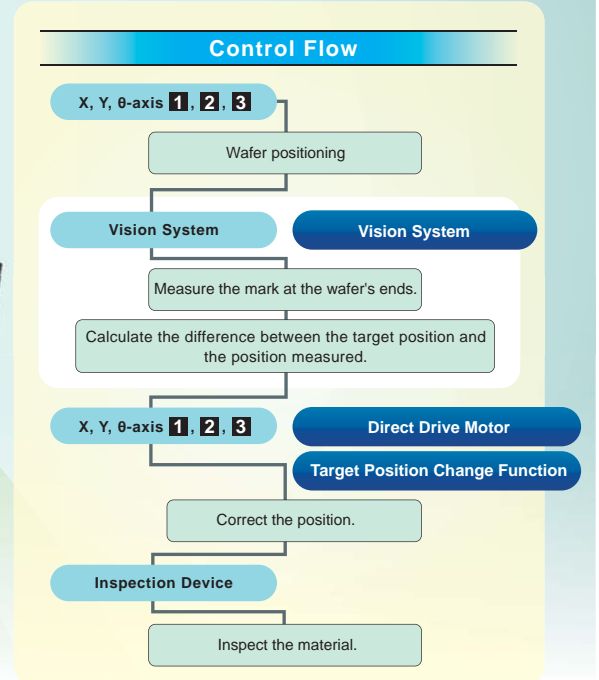 Control Flow
X, Y, θ-axis 1, 2, 3
Wafer positioning
Vision System
Vision System
Measure the mark at the wafer's ends.
Calculate the difference between the target position and
the position measured.
X, Y, θ-axis 1, 2, 3
Direct Drive Motor
Target Position Change Function
Correct the position.
Inspection Device
Inspect the material.